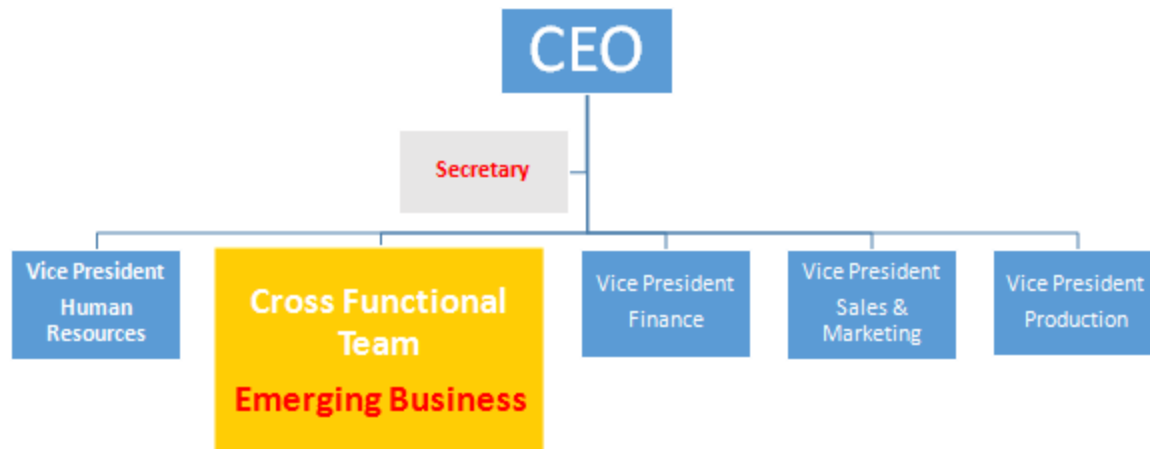 CEO
Secretary
Vice President
Human
Resources
Cross Functional
Team
Emerging Business
Vice President
Finance
Vice President
Sales &
Marketing
Vice President
Production